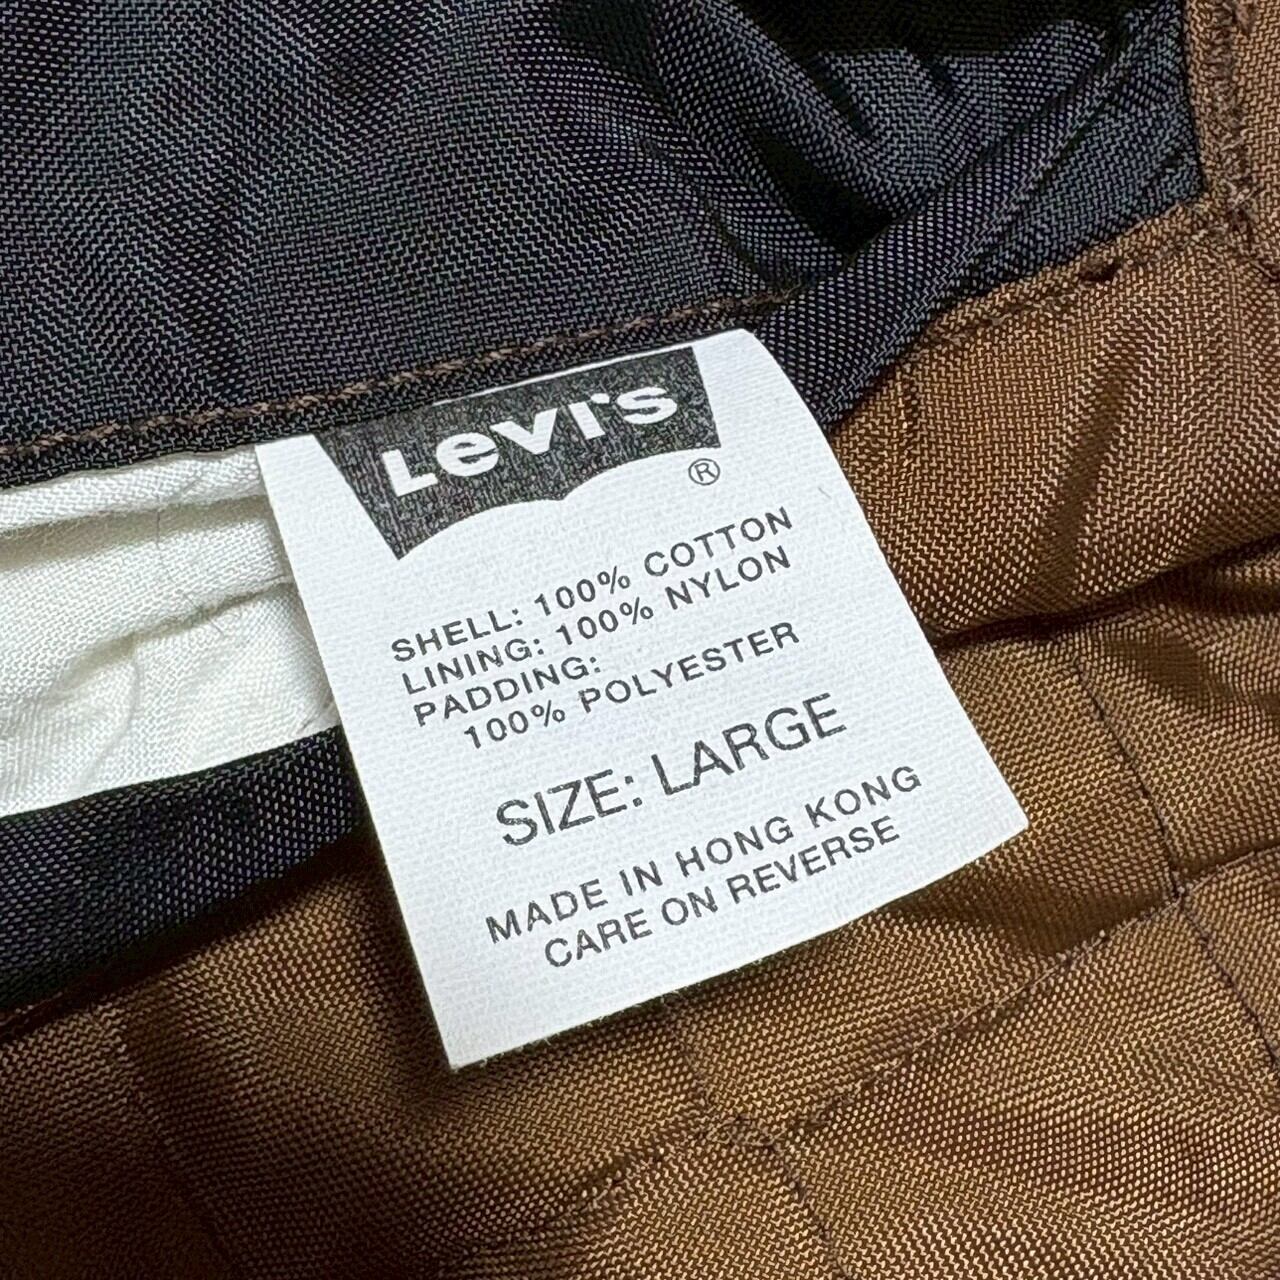 Levi's
®
SHELL: 100% COTTON
LINING: 100% NYLON
PADDING:
100% POLYESTER
SIZE: LARGE
MADE IN HONG KONG
CARE ON REVERSE